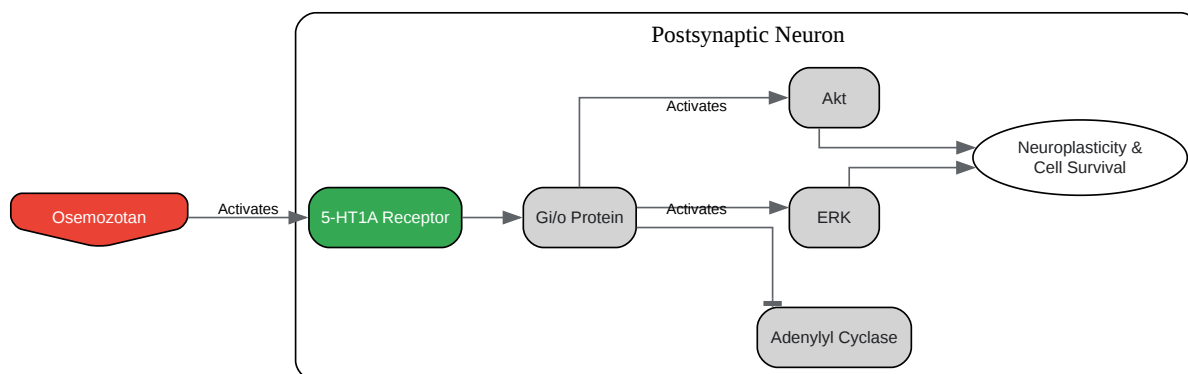 Postsynaptic Neuron
Akt
Activates
Neuroplasticity &
Cell Survival
Osemozotan
Activates
5-HT1A Receptor
Gi/o Protein
Activates
ERK
Adenylyl Cyclase